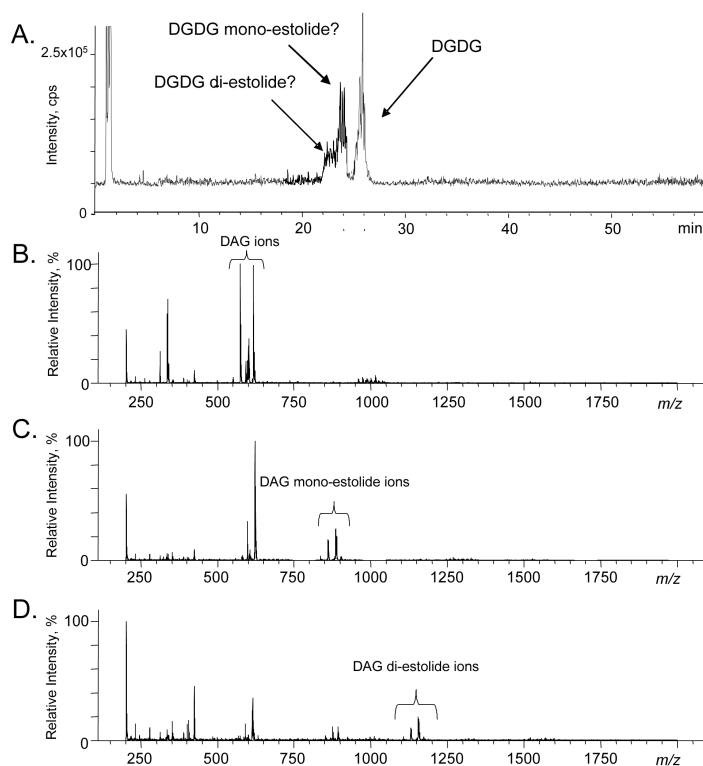 A.
DGDG mono-estolide?
DGDG di-estolide?
DGDG
2.5x10⁵
Intensity, cps
0
10 20 30 40 50 min
B.
DAG ions
Relative Intensity, %
100
0
250 500 750 1000 1250 1500 1750 m/z
C.
Relative Intensity, %
100
DAG mono-estolide ions
0
250 500 750 1000 1250 1500 1750 m/z
D.
Relative Intensity, %
100
DAG di-estolide ions
0
250 500 750 1000 1250 1500 1750 m/z